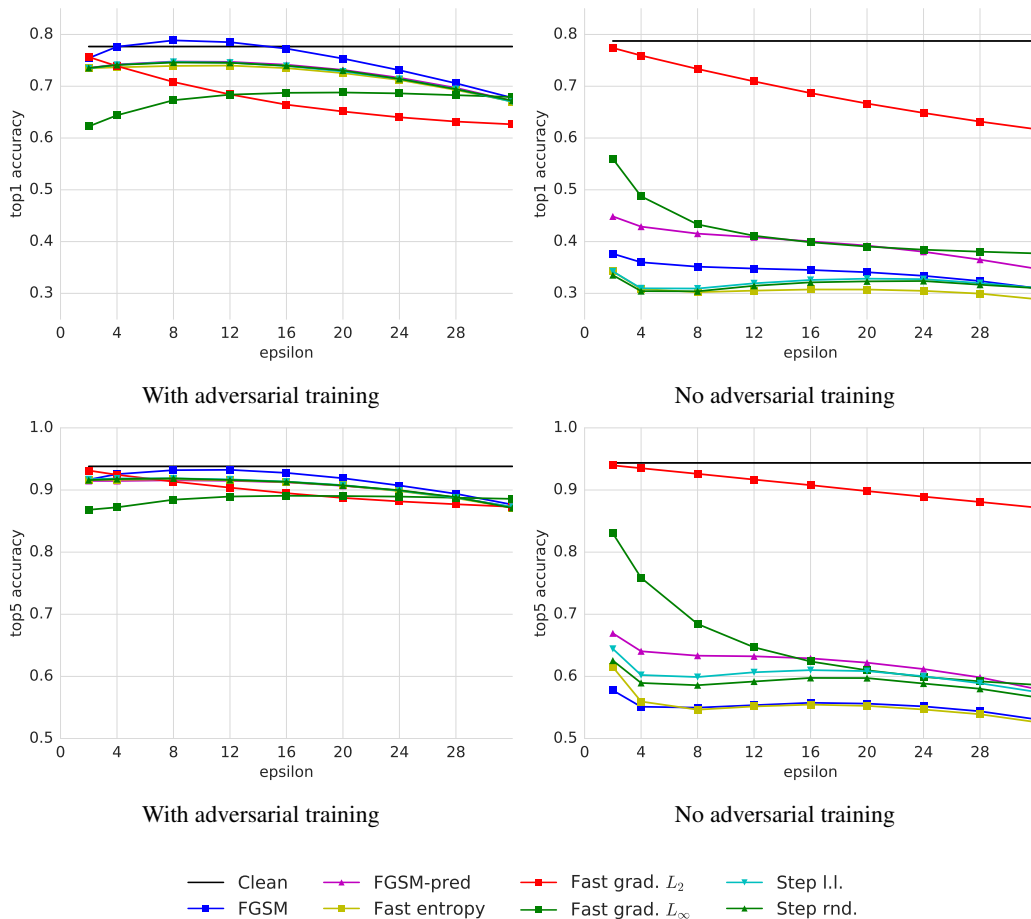 0.8
0.7
0.6
0.5
0.4
0.3
top1 accuracy
0 4 8 12 16 20 24 28
epsilon
With adversarial training
0.8
0.7
0.6
0.5
0.4
0.3
top1 accuracy
0 4 8 12 16 20 24 28
epsilon
No adversarial training
1.0
0.9
0.8
0.7
0.6
0.5
top5 accuracy
0 4 8 12 16 20 24 28
epsilon
With adversarial training
1.0
0.9
0.8
0.7
0.6
0.5
top5 accuracy
0 4 8 12 16 20 24 28
epsilon
No adversarial training
Clean FGSM-pred Fast grad. L₂ Step l.l.
FGSM Fast entropy Fast grad. L∞ Step rnd.